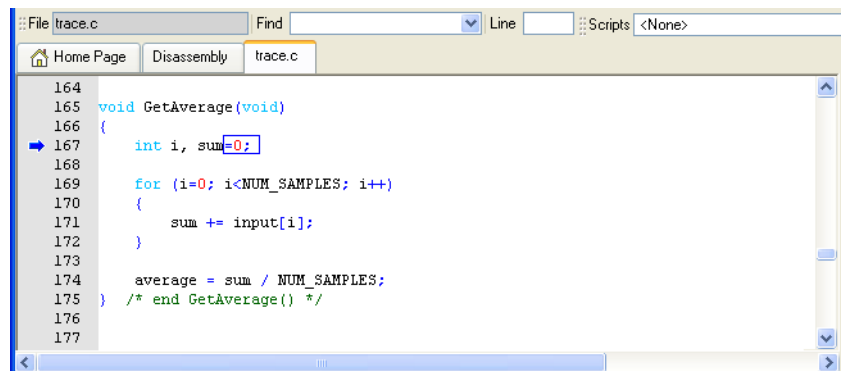 File trace.c Find Line Scripts <None>
Home Page Disassembly trace.c
164
165 void GetAverage(void)
166 {
167 int i, sum=0;
168
169 for (i=0; i<NUM_SAMPLES; i++)
170 {
171 sum += input[i];
172 }
173
174 average = sum / NUM_SAMPLES;
175 } /* end GetAverage() */
176
177